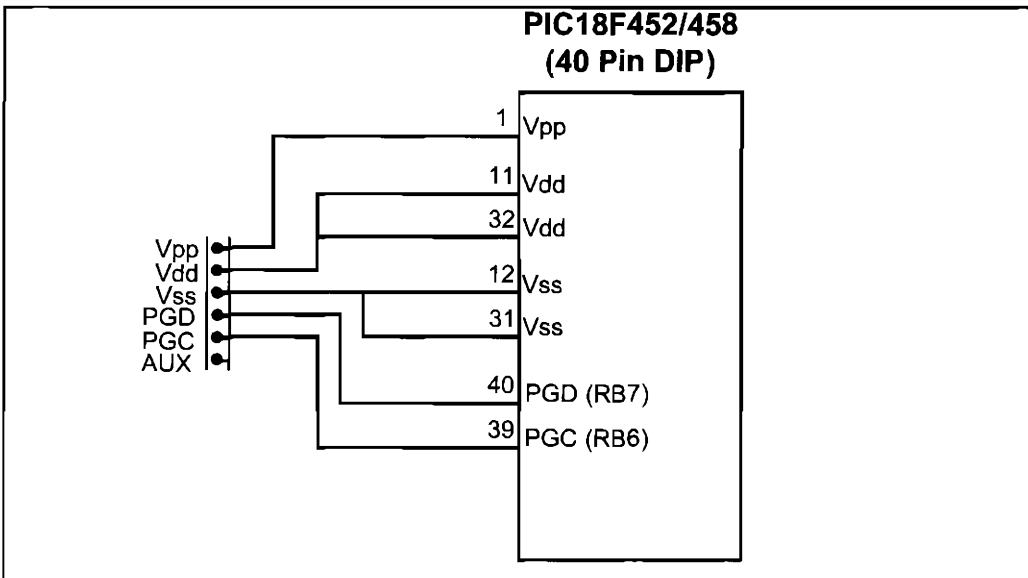 PIC18F452/458
(40 Pin DIP)
1 Vpp
11 Vdd
32 Vdd
Vpp
Vdd
12 Vss
Vss
31 Vss
PGD
PGC
AUX
40 PGD (RB7)
39 PGC (RB6)